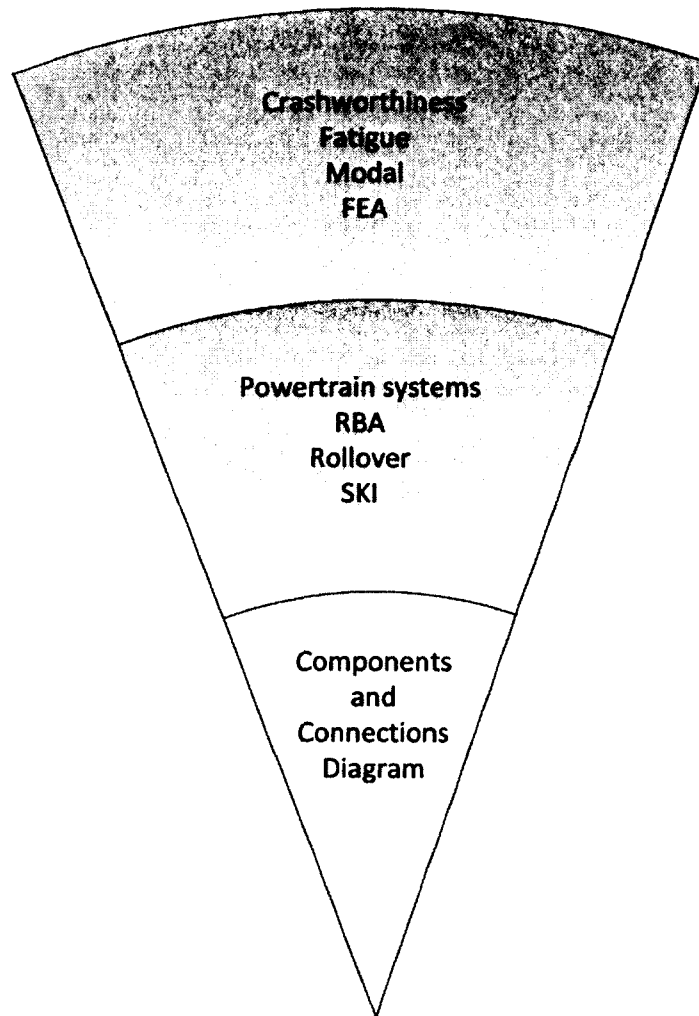 Crashworthiness
Fatigue
Modal
FEA
Powertrain systems
RBA
Rollover
SKI
Components
and
Connections
Diagram